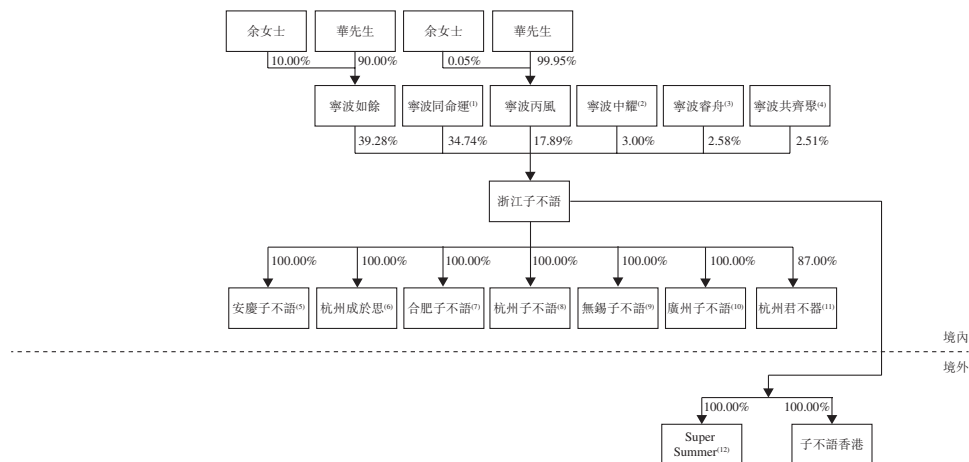 余女士 華先生 余女士 華先生
10.00% 90.00% 0.05% 99.95%
寧波如餘 寧波同命運(1) 寧波丙風 寧波中耀(2) 寧波睿舟(3) 寧波共齊聚(4)
39.28% 34.74% 17.89% 3.00% 2.58% 2.51%
浙江子不語
100.00% 100.00% 100.00% 100.00% 100.00% 100.00% 87.00%
安慶子不語(5) 杭州成於思(6) 合肥子不語(7) 杭州子不語(8) 無錫子不語(9) 廣州子不語(10) 杭州君不器(11)
境內
境外
100.00% 100.00%
Super
Summer(12)
子不語香港